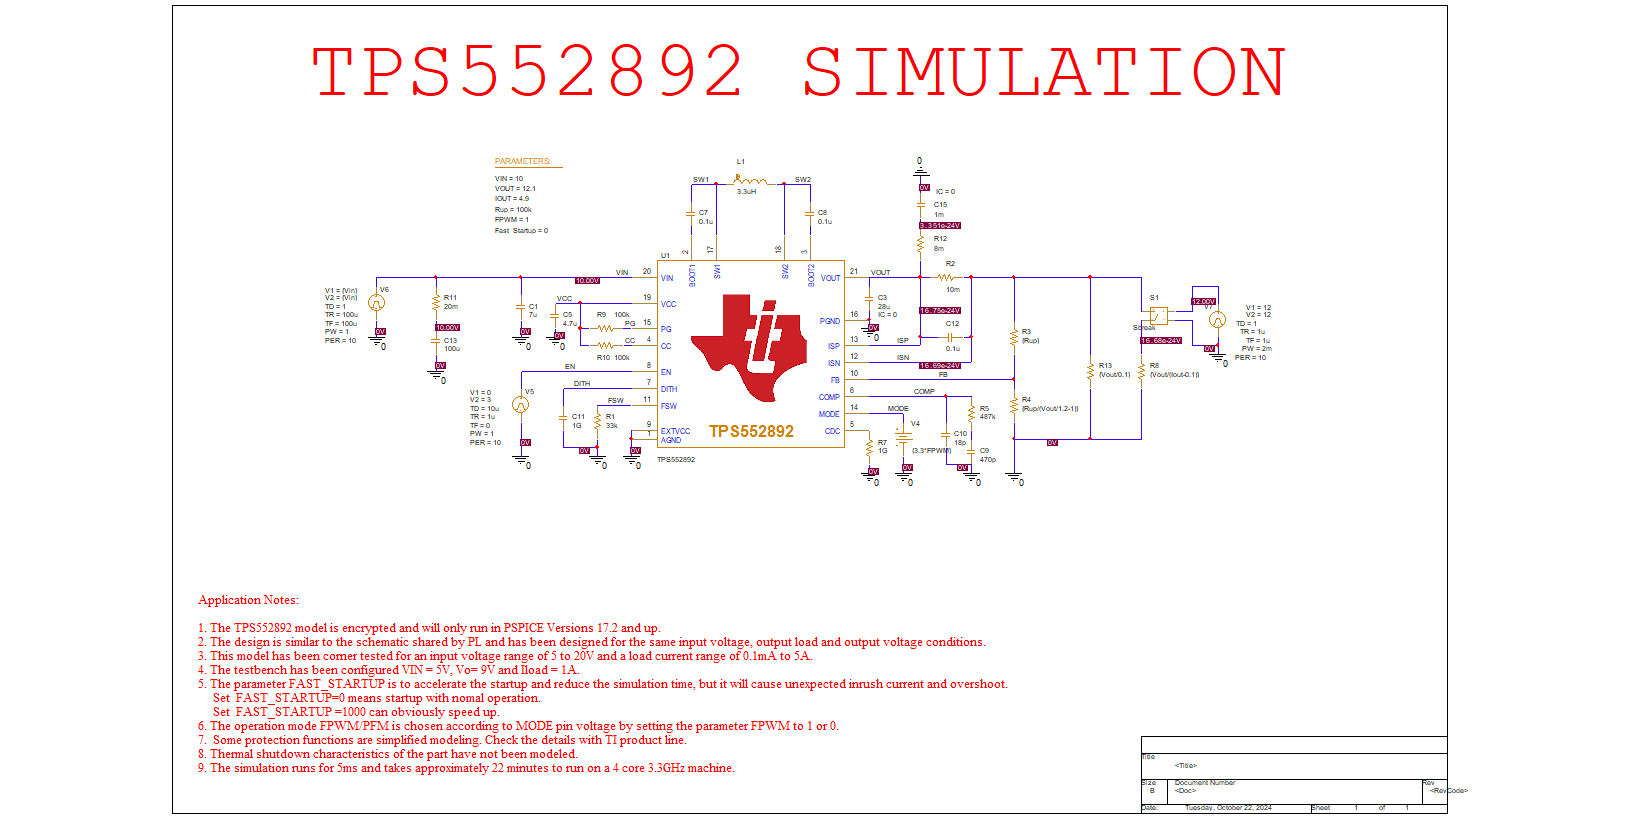 TPS552892 SIMULATION
PARAMETERS:
VIN = 10
VOUT = 12.1
IOUT = 4.9
Rup = 100k
FPWM = 1
Fast_Startup = 0
L1
3.3uH
SW1
SW2
C7
0.1u
C8
0.1u
2
17
18
3
0
0V
IC = 0
C15
1m
3.351e-24V
R12
8m
U1
BOOT1
SW1
SW2
BOOT2
VIN
10.00V
20
VIN
VCC
19
VCC
R9 100k
PG
15
PG
R10 100k
CC
4
CC
EN
8
EN
DITH
7
DITH
FSW
11
FSW
9
EXTVCC
1
AGND
TPS552892
TPS552892
VOUT
21
VOUT
PGND
16
ISP
13
ISP
ISN
12
ISN
FB
10
FB
COMP
6
COMP
MODE
14
MODE
CDC
5
V1 = {Vin}
V2 = {Vin}
TD = 1
TR = 100u
TF = 100u
PW = 1
PER = 10
V6
0V
0
R11
20m
10.00V
C13
100u
0V
0
C1
7u
0V
0
C5
4.7u
0V
0
V1 = 0
V2 = 3
TD = 10u
TR = 1u
TF = 0
PW = 1
PER = 10
V5
0V
0
C11
1G
R1
33k
0V
0
0V
0
C3
28u
IC = 0
0V
0
R2
10m
16.75e-24V
C12
0.1u
16.69e-24V
R3
{Rup}
R4
{Rup/(Vout/1.2-1)}
R5
487k
C10
18p
C9
470p
0V
0
V4
{3.3*FPWM}
0V
0
R7
1G
0V
0
0
0V
R13
{Vout/0.1}
R8
{Vout/(Iout-0.1)}
S1
Sbreak
16.68e-24V
12.00V
V7
0V
0
V1 = 12
V2 = 12
TD = 1
TR = 1u
TF = 1u
PW = 2m
PER = 10
Application Notes:
1. The TPS552892 model is encrypted and will only run in PSPICE Versions 17.2 and up.
2. The design is similar to the schematic shared by PL and has been designed for the same input voltage, output load and output voltage conditions.
3. This model has been corner tested for an input voltage range of 5 to 20V and a load current range of 0.1mA to 5A.
4. The testbench has been configured VIN = 5V, Vo= 9V and Iload = 1A.
5. The parameter FAST_STARTUP is to accelerate the startup and reduce the simulation time, but it will cause unexpected inrush current and overshoot.
Set FAST_STARTUP=0 means startup with nomal operation.
Set FAST_STARTUP =1000 can obviously speed up.
6. The operation mode FPWM/PFM is chosen according to MODE pin voltage by setting the parameter FPWM to 1 or 0.
7. Some protection functions are simplified modeling. Check the details with TI product line.
8. Thermal shutdown characteristics of the part have not been modeled.
9. The simulation runs for 5ms and takes approximately 22 minutes to run on a 4 core 3.3GHz machine.
Title
<Title>
Size
B
Document Number
<Doc>
Rev
<RevCode>
Date: Tuesday, October 22, 2024
Sheet 1 of 1